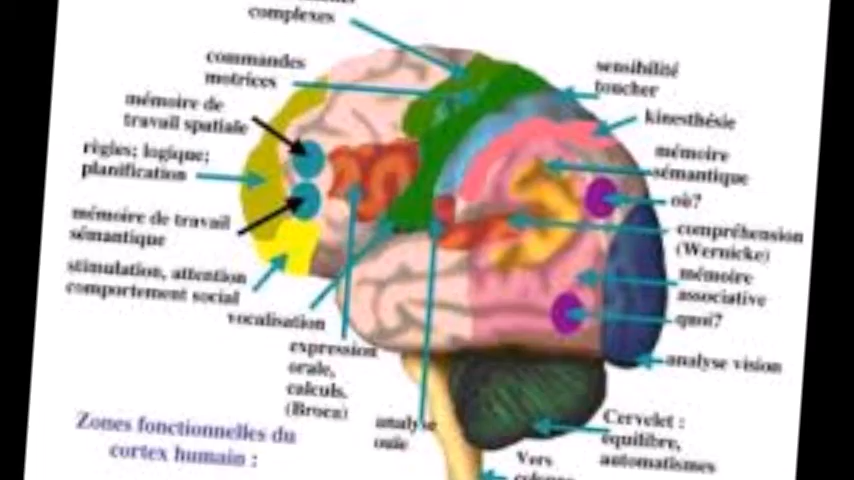 complexes
commandes
motrices
mémoire de
travail spatiale
règles; logique;
planification
mémoire de travail
sémantique
stimulation, attention
comportement social
vocalisation
expression
orale,
calculs.
(Broca)
analyse
ouïe
sensibilité
toucher
kinesthésie
mémoire
sémantique
où?
compréhension
(Wernicke)
mémoire
associative
quoi?
analyse vision
Cervelet :
équilibre,
automatismes
Vers
Zones fonctionnelles du
cortex humain :